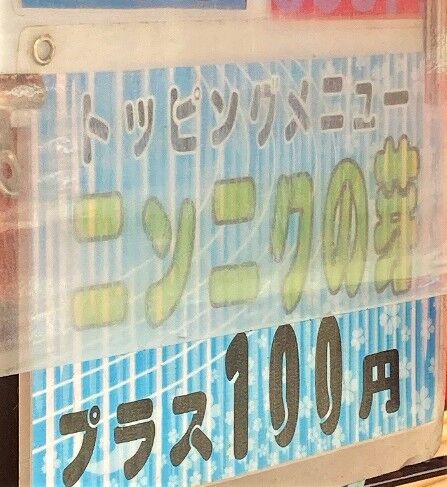 トッピングメニュー
ニンニクの芽
プラス100円